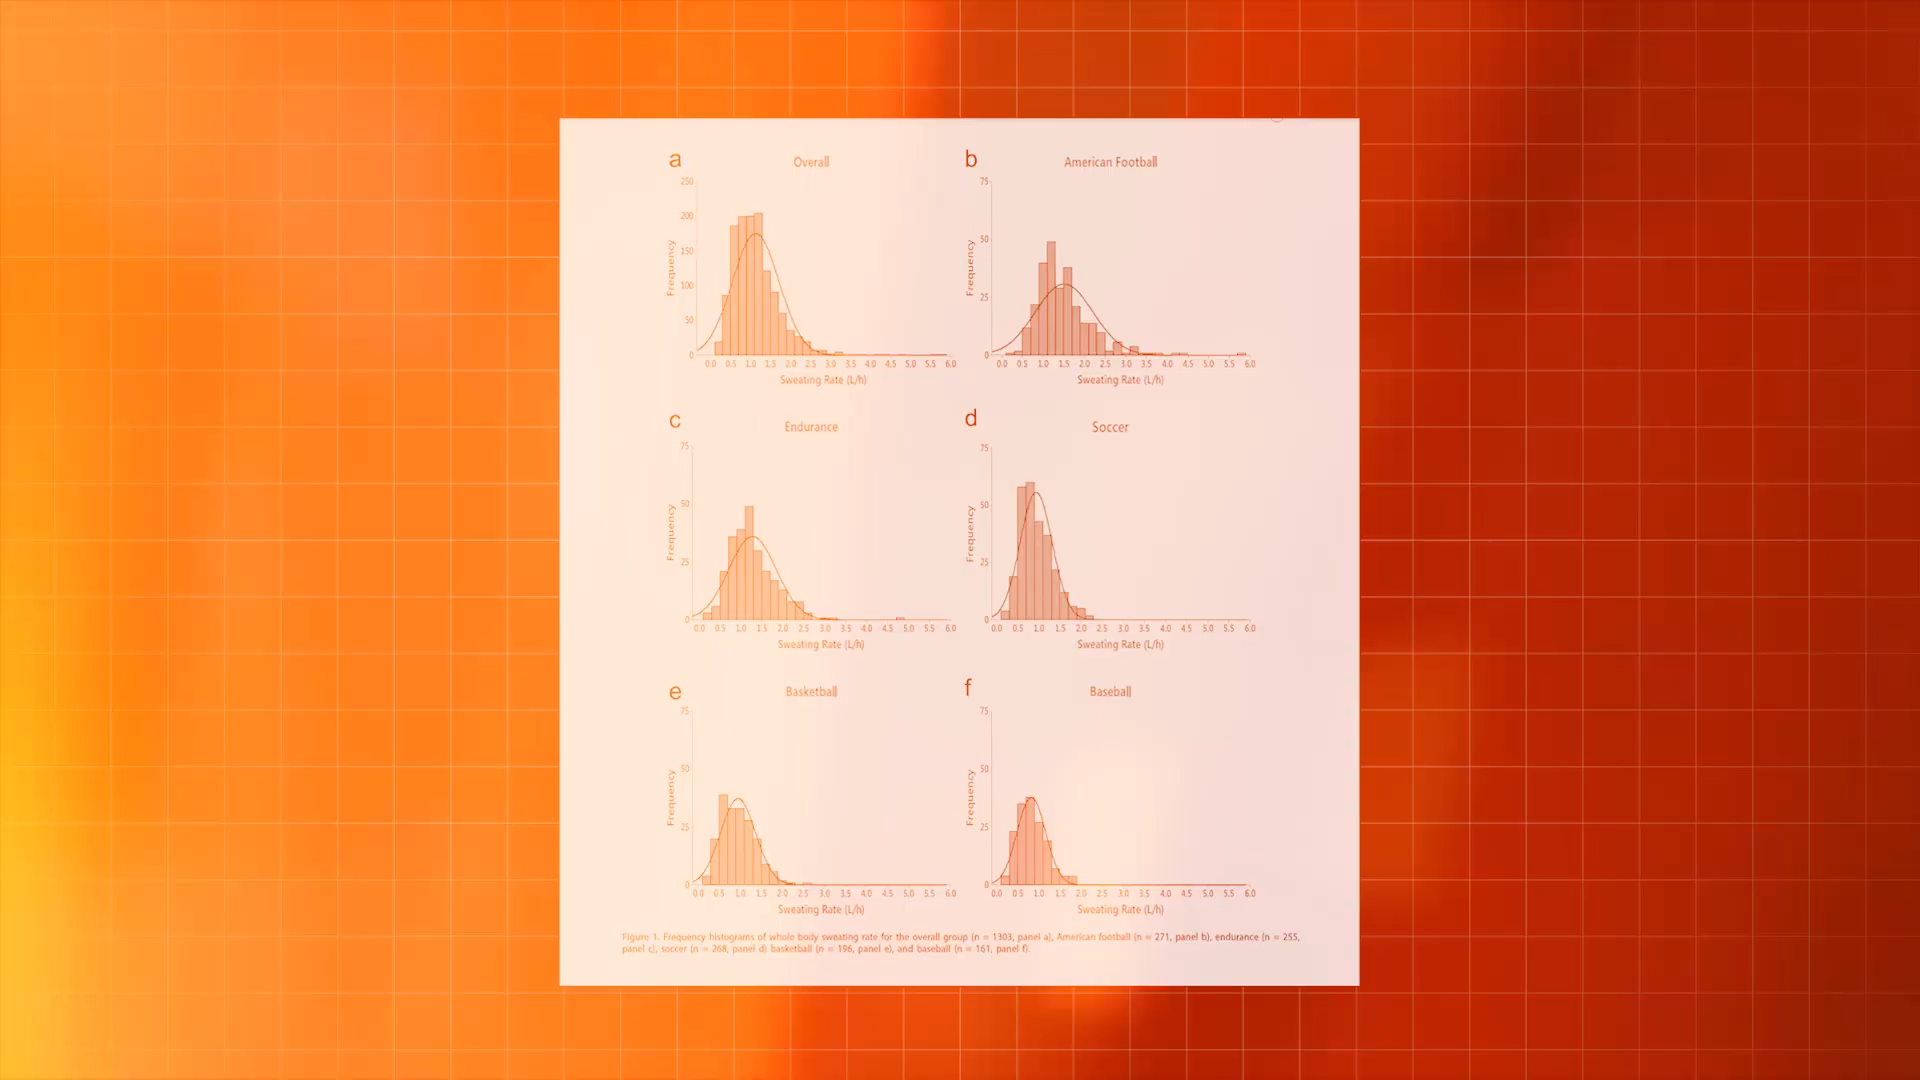 a
Overall
250
200
150
100
50
0
Frequency
0.0 0.5 1.0 1.5 2.0 2.5 3.0 3.5 4.0 4.5 5.0 5.5 6.0
Sweating Rate (L/h)
b
American Football
75
50
25
0
Frequency
0.0 0.5 1.0 1.5 2.0 2.5 3.0 3.5 4.0 4.5 5.0 5.5 6.0
Sweating Rate (L/h)
c
Endurance
75
50
25
0
Frequency
0.0 0.5 1.0 1.5 2.0 2.5 3.0 3.5 4.0 4.5 5.0 5.5 6.0
Sweating Rate (L/h)
d
Soccer
75
50
25
0
Frequency
0.0 0.5 1.0 1.5 2.0 2.5 3.0 3.5 4.0 4.5 5.0 5.5 6.0
Sweating Rate (L/h)
e
Basketball
75
50
25
0
Frequency
0.0 0.5 1.0 1.5 2.0 2.5 3.0 3.5 4.0 4.5 5.0 5.5 6.0
Sweating Rate (L/h)
f
Baseball
75
50
25
0
Frequency
0.0 0.5 1.0 1.5 2.0 2.5 3.0 3.5 4.0 4.5 5.0 5.5 6.0
Sweating Rate (L/h)
Figure 1. Frequency histograms of whole body sweating rate for the overall group (n = 1303, panel a), American football (n = 271, panel b), endurance (n = 255,
panel c), soccer (n = 268, panel d) basketball (n = 196, panel e), and baseball (n = 161, panel f).